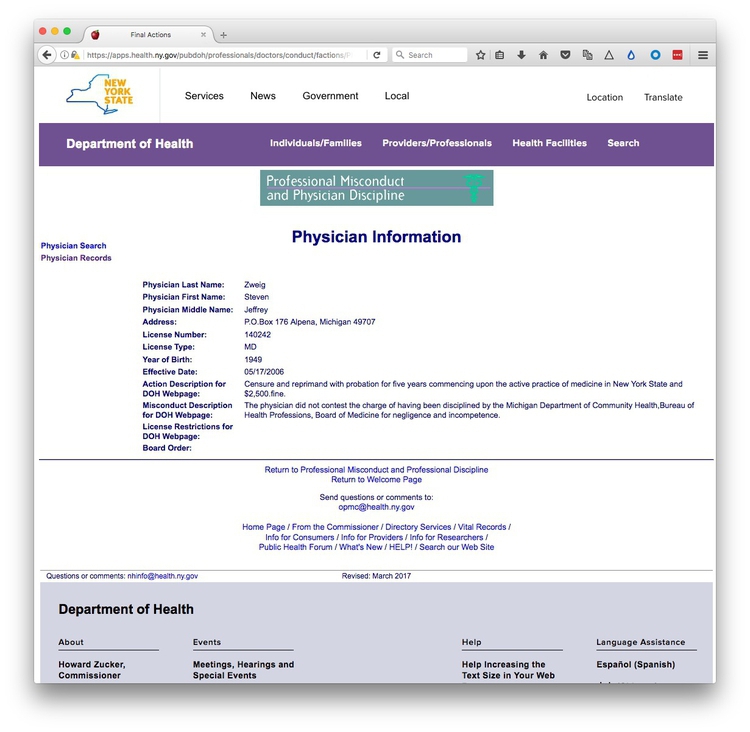 Final Actions
https://apps.health.ny.gov/pubdoh/professionals/doctors/conduct/factions/
Search
NEW
YORK
STATE
Services News Government Local
Location Translate
Department of Health
Individuals/Families Providers/Professionals Health Facilities Search
Professional Misconduct
and Physician Discipline
Physician Information
Physician Search
Physician Records
Physician Last Name: Zweig
Physician First Name: Steven
Physician Middle Name: Jeffrey
Address: P.O.Box 176 Alpena, Michigan 49707
License Number: 140242
License Type: MD
Year of Birth: 1949
Effective Date: 05/17/2006
Action Description for Censure and reprimand with probation for five years commencing upon the active practice of medicine in New York State and
DOH Webpage: $2,500.fine.
Misconduct Description The physician did not contest the charge of having been disciplined by the Michigan Department of Community Health,Bureau of
for DOH Webpage: Health Professions, Board of Medicine for negligence and incompetence.
License Restrictions for
DOH Webpage:
Board Order:
Return to Professional Misconduct and Professional Discipline
Return to Welcome Page
Send questions or comments to:
opmc@health.ny.gov
Home Page / From the Commissioner / Directory Services / Vital Records /
Info for Consumers / Info for Providers / Info for Researchers /
Public Health Forum / What's New / HELP! / Search our Web Site
Questions or comments: nhinfo@health.ny.gov Revised: March 2017
Department of Health
About Events Help Language Assistance
Howard Zucker, Meetings, Hearings and Help Increasing the Español (Spanish)
Commissioner Special Events Text Size in Your Web